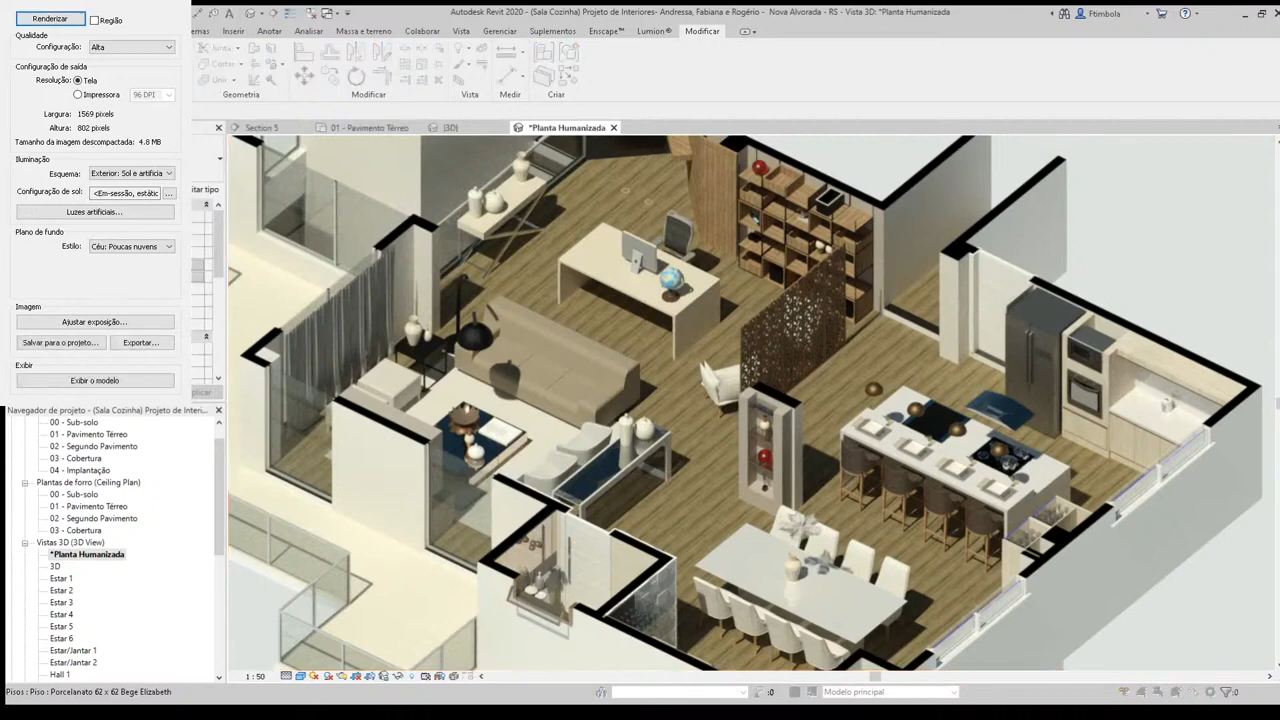 Autodesk Revit 2020 - (Sala Cozinha) Projeto de Interiores- Andressa, Fabiana e Rogério - Nova Alvorada - RS - Vista 3D: *Planta Humanizada
Ftimbola
Renderizar
Região
Inserir
Anotar
Analisar
Massa e terreno
Colaborar
Vista
Gerenciar
Suplementos
Enscape™
Lumion®
Modificar
Qualidade
Configuração:
Alta
Configuração de saída
Resolução:
Tela
Impressora
96 DPI
Largura:
1569 pixels
Altura:
802 pixels
Tamanho da imagem descompactada:
4.8 MB
Geometria
Modificar
Vista
Medir
Criar
Section 5
01 - Pavimento Térreo
{3D}
*Planta Humanizada
Iluminação
Esquema:
Exterior: Sol e artificia
Configuração de sol:
<Em-sessão, estátic
...
itar tipo
Luzes artificiais...
Plano de fundo
Estilo:
Céu: Poucas nuvens
Imagem
Ajustar exposição...
Salvar para o projeto...
Exportar...
Exibir
Exibir o modelo
plicar
Navegador de projeto - (Sala Cozinha) Projeto de Interi...
00 - Sub-solo
01 - Pavimento Térreo
02 - Segundo Pavimento
03 - Cobertura
04 - Implantação
Plantas de forro (Ceiling Plan)
00 - Sub-solo
01 - Pavimento Térreo
02 - Segundo Pavimento
03 - Cobertura
Vistas 3D (3D View)
*Planta Humanizada
3D
Estar 1
Estar 2
Estar 3
Estar 4
Estar 5
Estar 6
Estar/Jantar 1
Estar/Jantar 2
Hall 1
1 : 50
Pisos : Piso : Porcelanato 62 x 62 Bege Elizabeth
:0
Modelo principal
:0